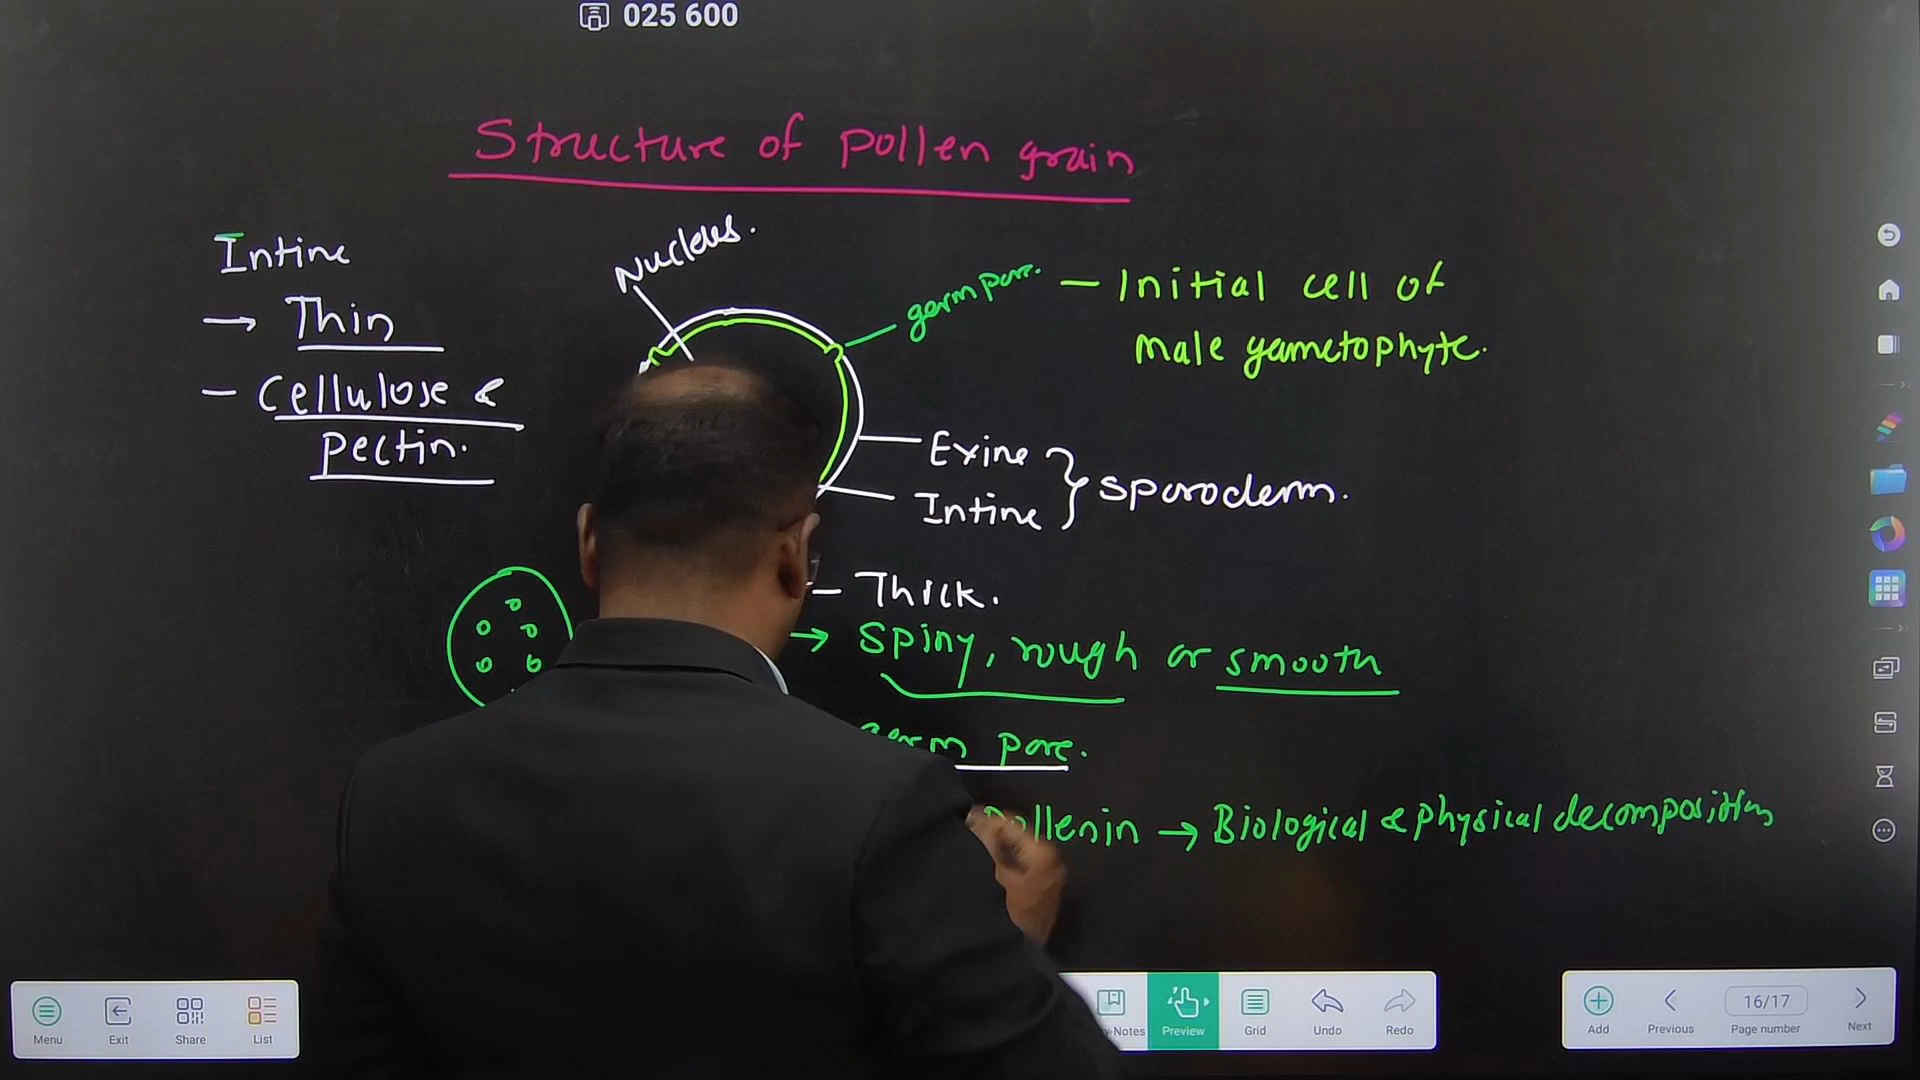 025 600
Structure of pollen grain
Intine
→ Thin
- Cellulose &
pectin.
Nucleus.
germ pore. - Initial cell of
male gametophyte.
Exine
Intine
} sporoderm.
- Thick.
→ Spiny, rough or smooth
germ pore.
pollenin → Biological & physical decomposition
Menu
Exit
Share
List
-Notes
Preview
Grid
Undo
Redo
Add
Previous
16/17
Page number
Next